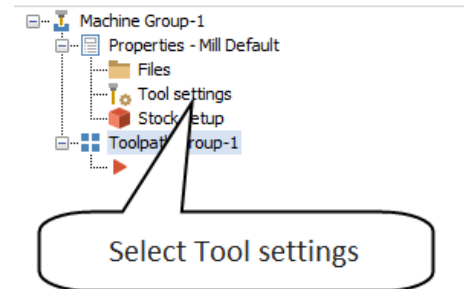 Machine Group-1
Properties - Mill Default
Files
Tool settings
Stock setup
Toolpath Group-1
Select Tool settings